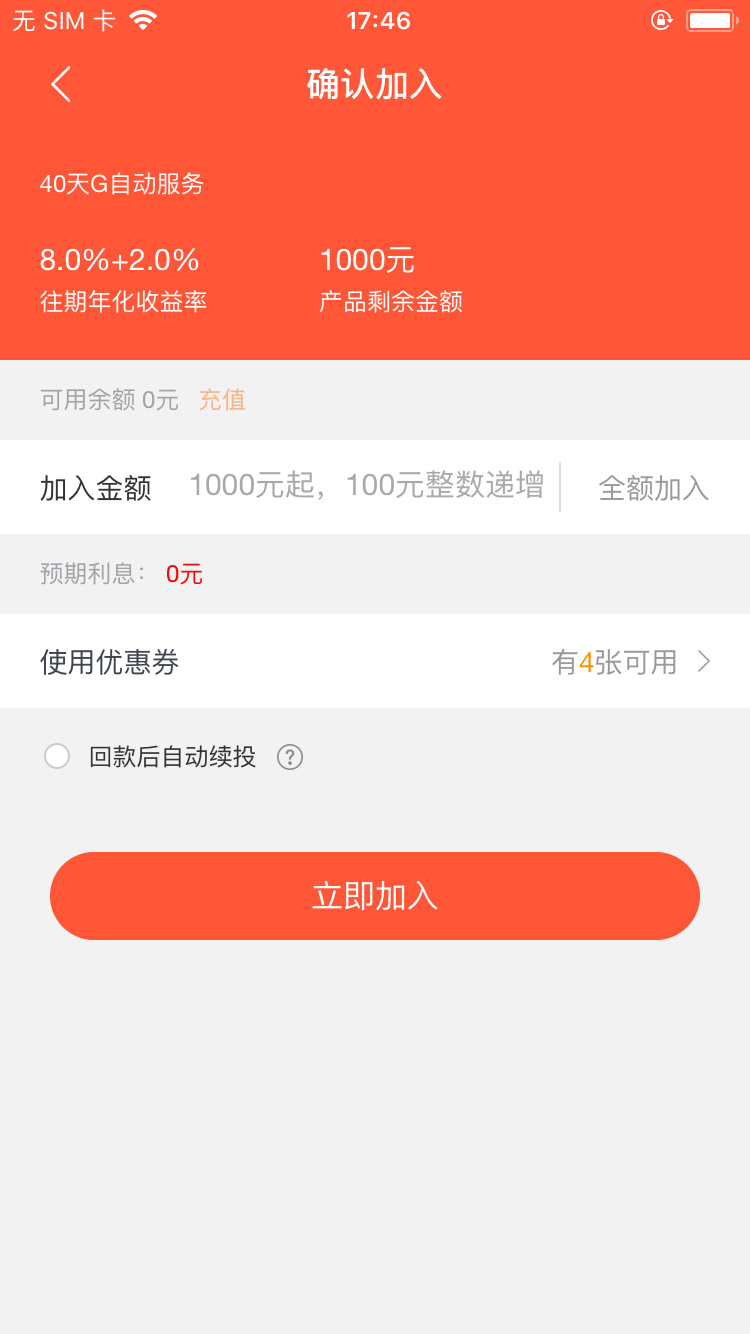 无 SIM 卡 17:46
确认加入
40天G自动服务
8.0%+2.0% 1000元
往期年化收益率 产品剩余金额
可用余额 0元 充值
加入金额 1000元起，100元整数递增 全额加入
预期利息： 0元
使用优惠券 有4张可用
回款后自动续投 ?
立即加入